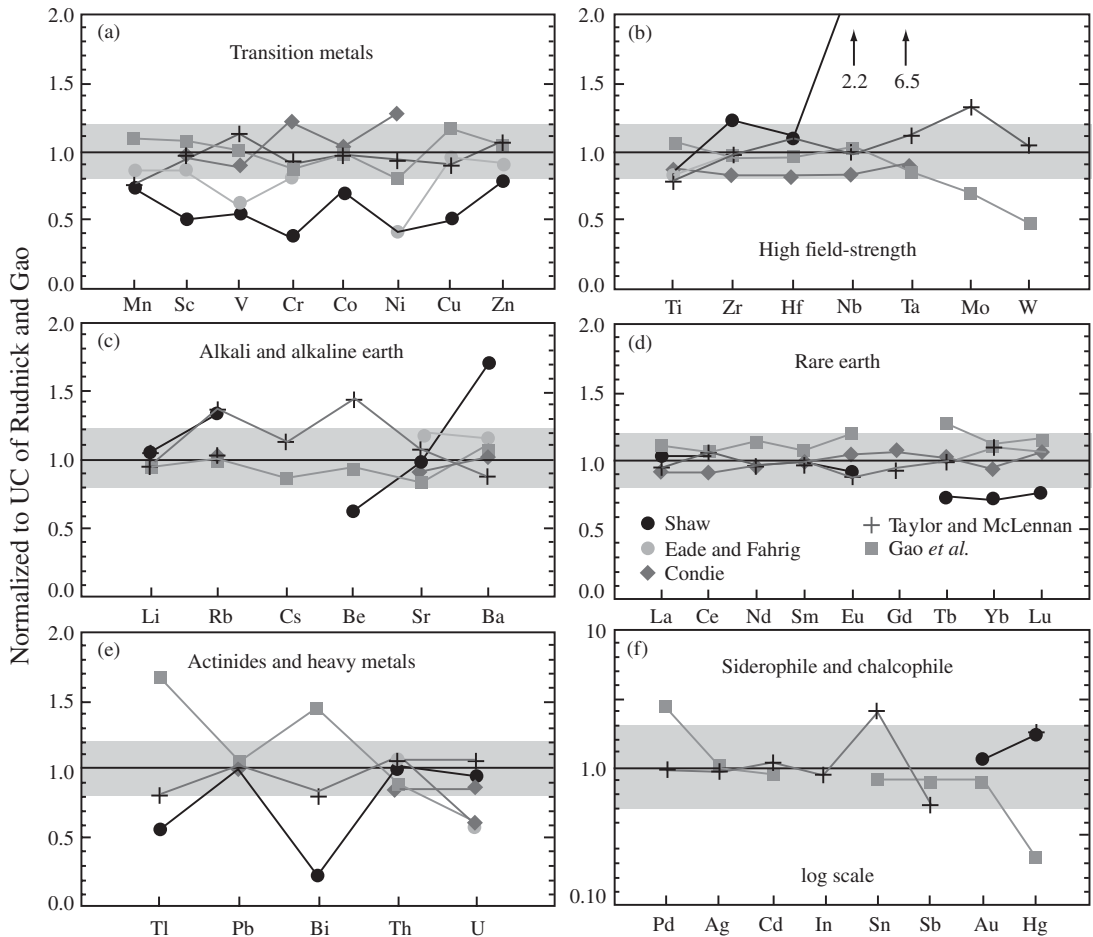 Normalized to UC of Rudnick and Gao
(a)
Transition metals
2.0
1.5
1.0
0.5
0.0
Mn Sc V Cr Co Ni Cu Zn
(b)
2.0
1.5
1.0
0.5
0.0
2.2 6.5
High field-strength
Ti Zr Hf Nb Ta Mo W
(c)
Alkali and alkaline earth
2.0
1.5
1.0
0.5
0.0
Li Rb Cs Be Sr Ba
(d)
Rare earth
2.0
1.5
1.0
0.5
0.0
Shaw
Eade and Fahrig
Condie
Taylor and McLennan
Gao et al.
La Ce Nd Sm Eu Gd Tb Yb Lu
(e)
Actinides and heavy metals
2.0
1.5
1.0
0.5
0.0
Tl Pb Bi Th U
(f)
Siderophile and chalcophile
10
1.0
0.10
log scale
Pd Ag Cd In Sn Sb Au Hg